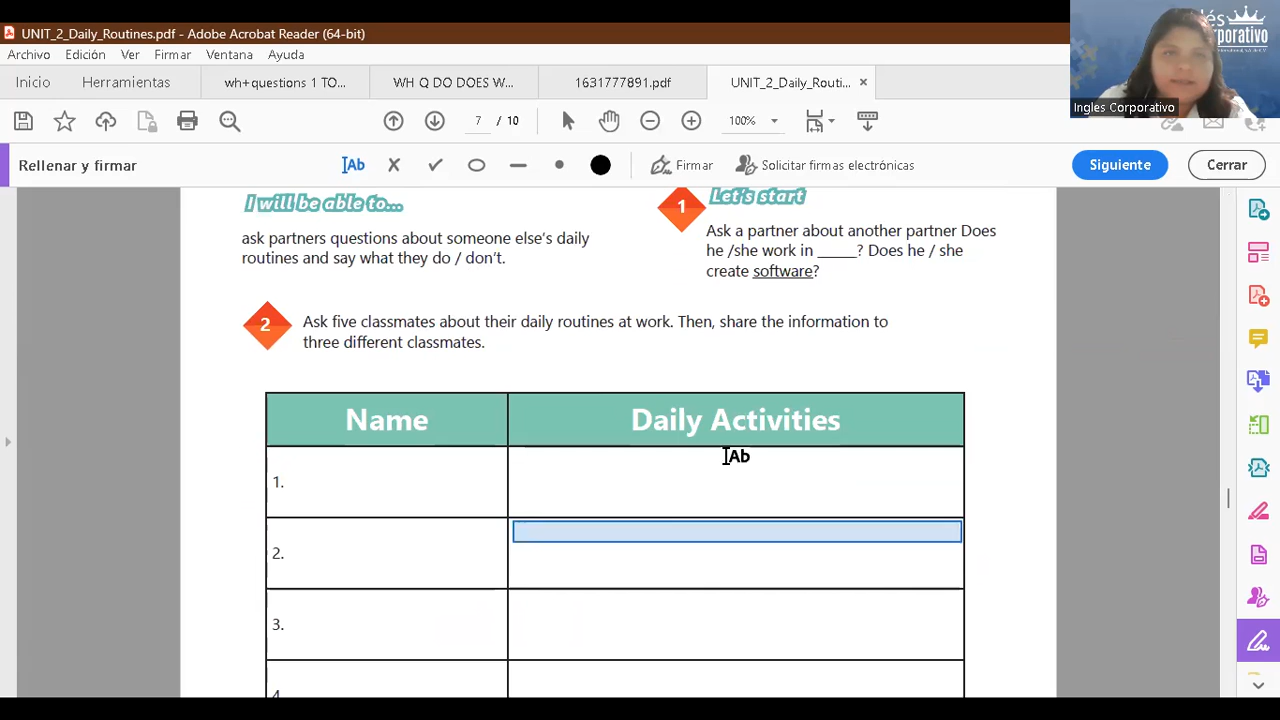 UNIT_2_Daily_Routines.pdf - Adobe Acrobat Reader (64-bit)
Archivo Edición Ver Firmar Ventana Ayuda
Inicio Herramientas wh+questions 1 TO... WH Q DO DOES W... 1631777891.pdf UNIT_2_Daily_Routi... ×
7 / 10 100%
Rellenar y firmar Ab Firmar Solicitar firmas electrónicas Siguiente Cerrar
Ingles Corporativo
I will be able to...
ask partners questions about someone else's daily
routines and say what they do / don't.
1 Let's start
Ask a partner about another partner Does
he /she work in _____? Does he / she
create software?
2 Ask five classmates about their daily routines at work. Then, share the information to
three different classmates.
Name Daily Activities
Ab
1.
2.
3.
4